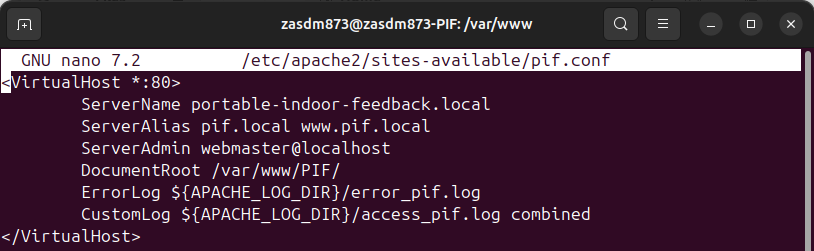 zasdm873@zasdm873-PIF: /var/www
GNU nano 7.2 /etc/apache2/sites-available/pif.conf
<VirtualHost *:80>
ServerName portable-indoor-feedback.local
ServerAlias pif.local www.pif.local
ServerAdmin webmaster@localhost
DocumentRoot /var/www/PIF/
ErrorLog ${APACHE_LOG_DIR}/error_pif.log
CustomLog ${APACHE_LOG_DIR}/access_pif.log combined
</VirtualHost>